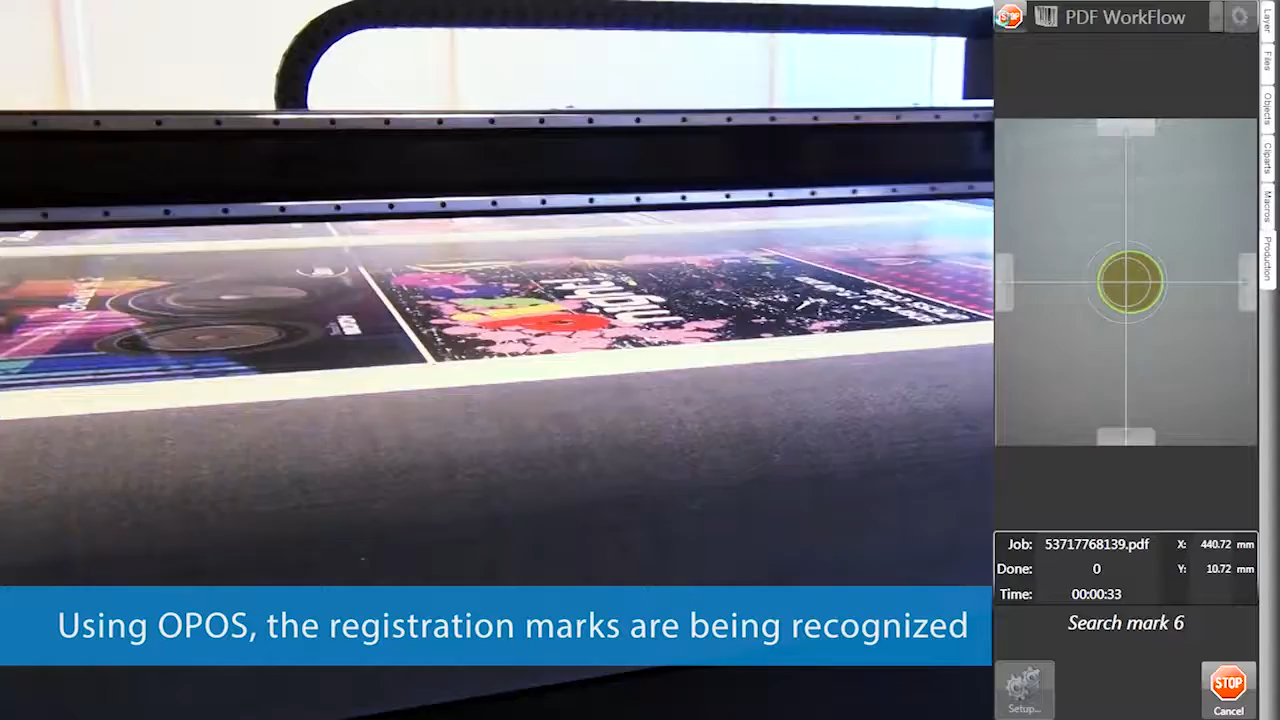 STOP
PDF WorkFlow
Layer
Files
Objects
Cliparts
Macros
Production
Job: 53717768139.pdf X: 440.72 mm
Done: 0 Y: 10.72 mm
Time: 00:00:33
Search mark 6
Using OPOS, the registration marks are being recognized
Setup...
STOP
Cancel